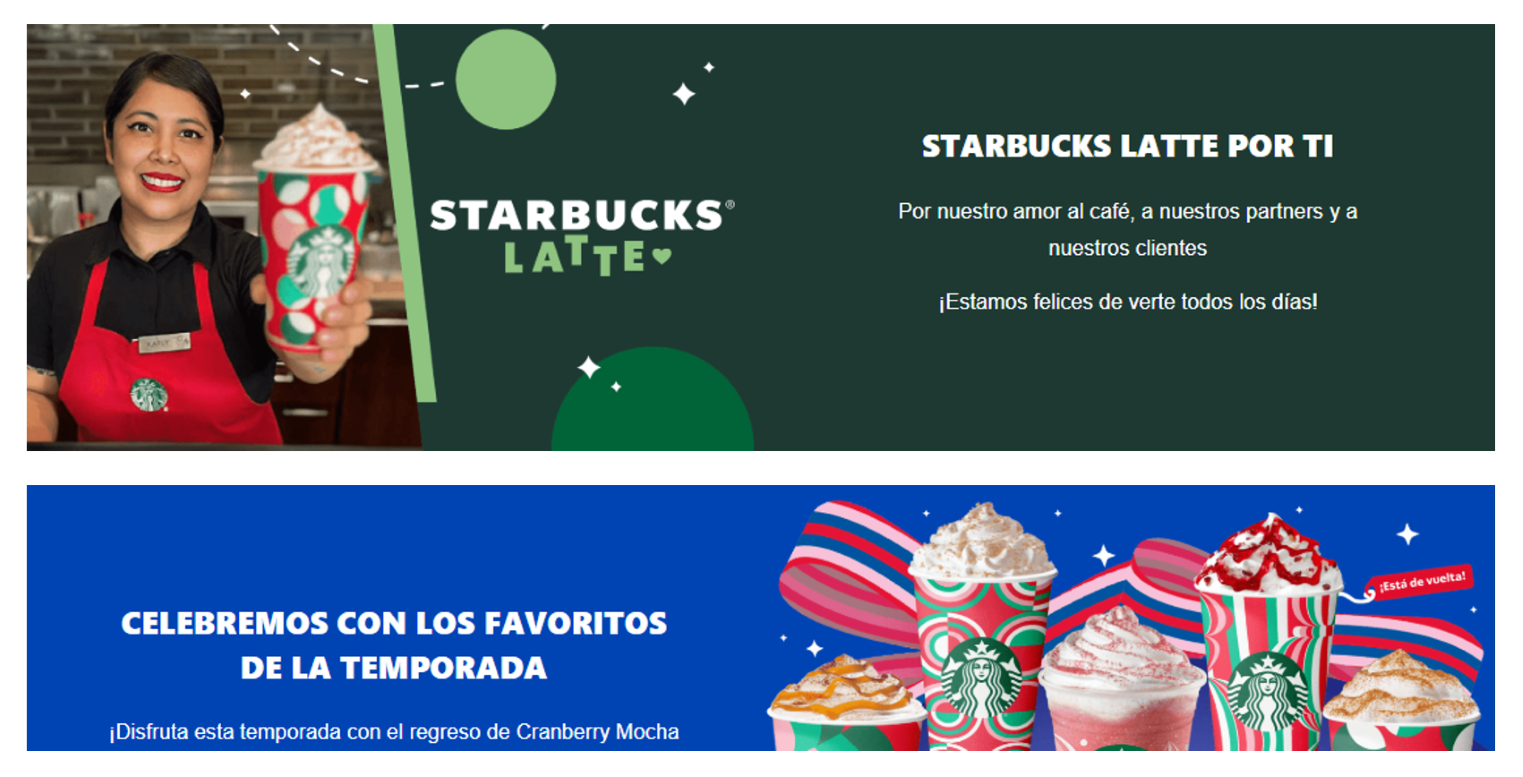 STARBUCKS®
LATTE
STARBUCKS LATTE POR TI
Por nuestro amor al café, a nuestros partners y a
nuestros clientes
¡Estamos felices de verte todos los días!
CELEBREMOS CON LOS FAVORITOS
DE LA TEMPORADA
¡Disfruta esta temporada con el regreso de Cranberry Mocha
¡Está de vuelta!